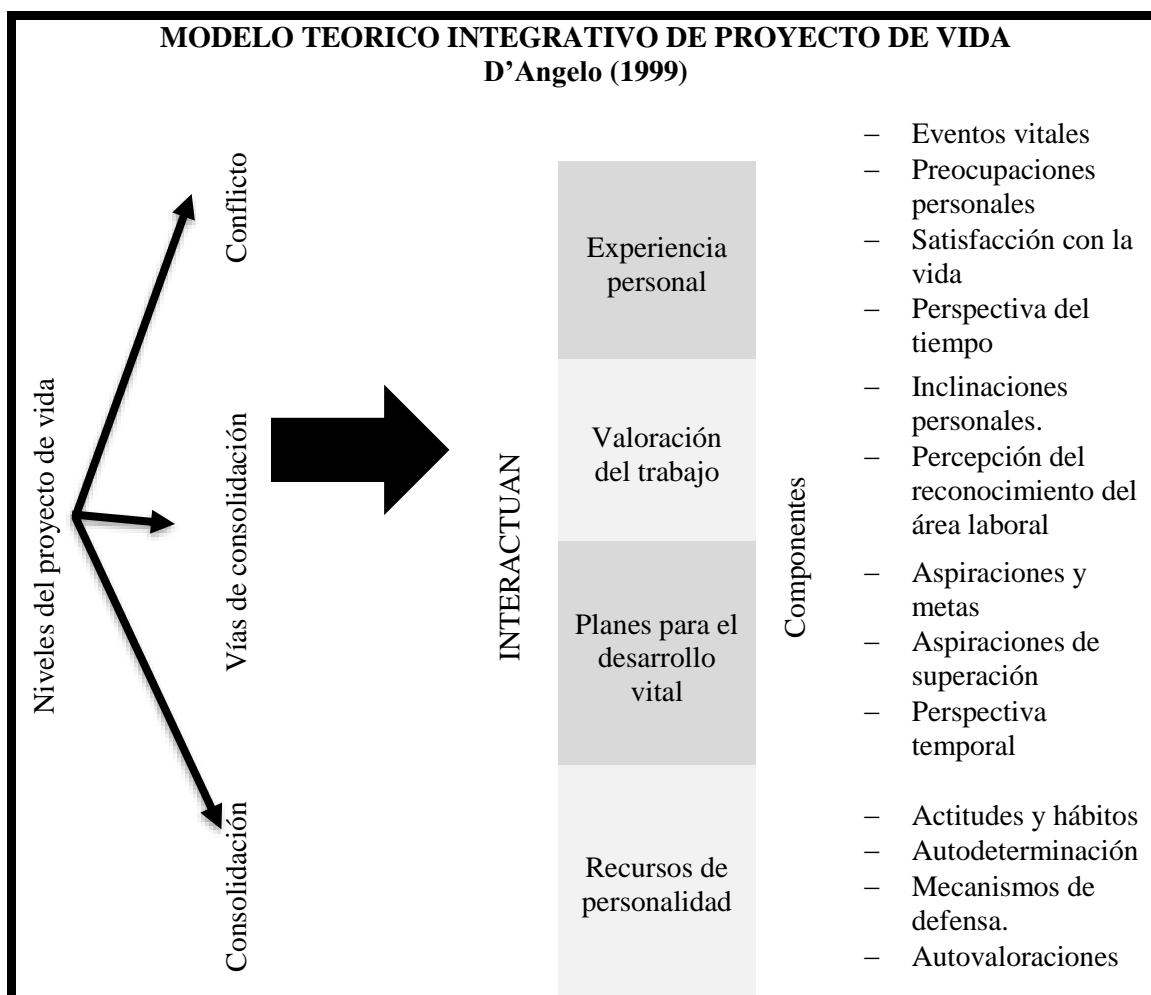 MODELO TEORICO INTEGRATIVO DE PROYECTO DE VIDA
D’Angelo (1999)
Niveles del proyecto de vida
Conflicto
Vías de consolidación
Consolidación
INTERACTUAN
Experiencia
personal
Valoración
del trabajo
Planes para el
desarrollo
vital
Recursos de
personalidad
Componentes
– Eventos vitales
– Preocupaciones
personales
– Satisfacción con la
vida
– Perspectiva del
tiempo
– Inclinaciones
personales.
– Percepción del
reconocimiento del
área laboral
– Aspiraciones y
metas
– Aspiraciones de
superación
– Perspectiva
temporal
– Actitudes y hábitos
– Autodeterminación
– Mecanismos de
defensa.
– Autovaloraciones